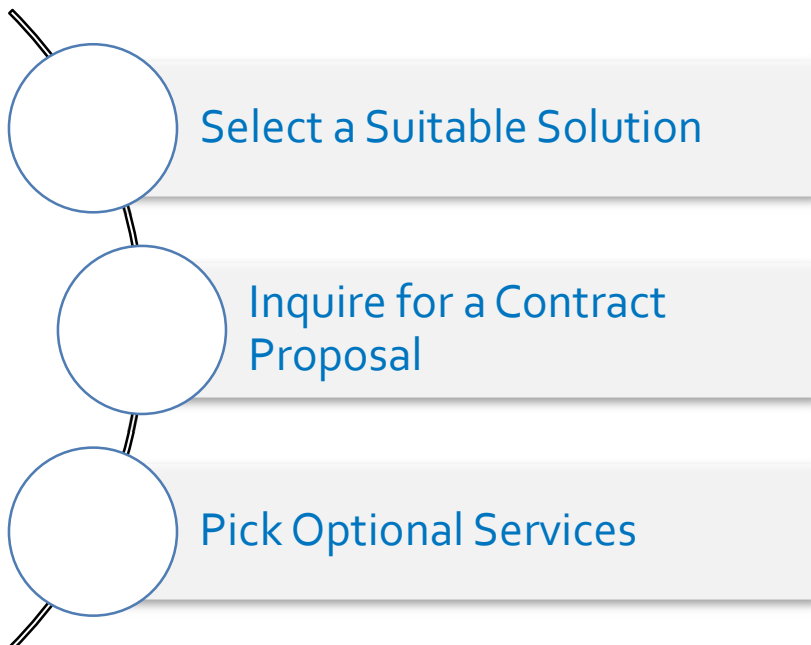 Select a Suitable Solution
Inquire for a Contract
Proposal
Pick Optional Services